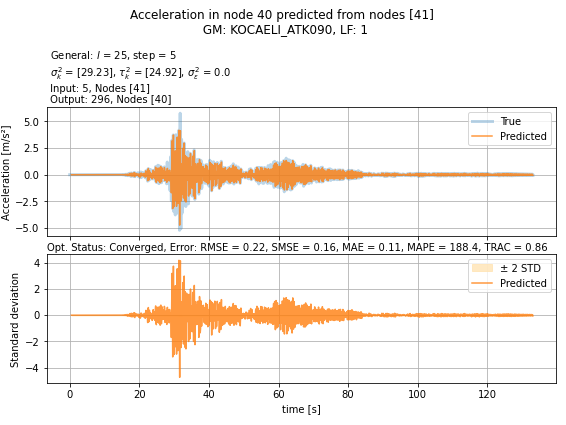 Acceleration in node 40 predicted from nodes [41]
GM: KOCAELI_ATK090, LF: 1
General: l = 25, step = 5
σ²ₖ = [29.23], τ²ₖ = [24.92], σ²ₑ = 0.0
Input: 5, Nodes [41]
Output: 296, Nodes [40]
Acceleration [m/s²]
5.0
2.5
0.0
−2.5
−5.0
True
Predicted
Opt. Status: Converged, Error: RMSE = 0.22, SMSE = 0.16, MAE = 0.11, MAPE = 188.4, TRAC = 0.86
Standard deviation
4
2
0
−2
−4
± 2 STD
Predicted
0 20 40 60 80 100 120
time [s]